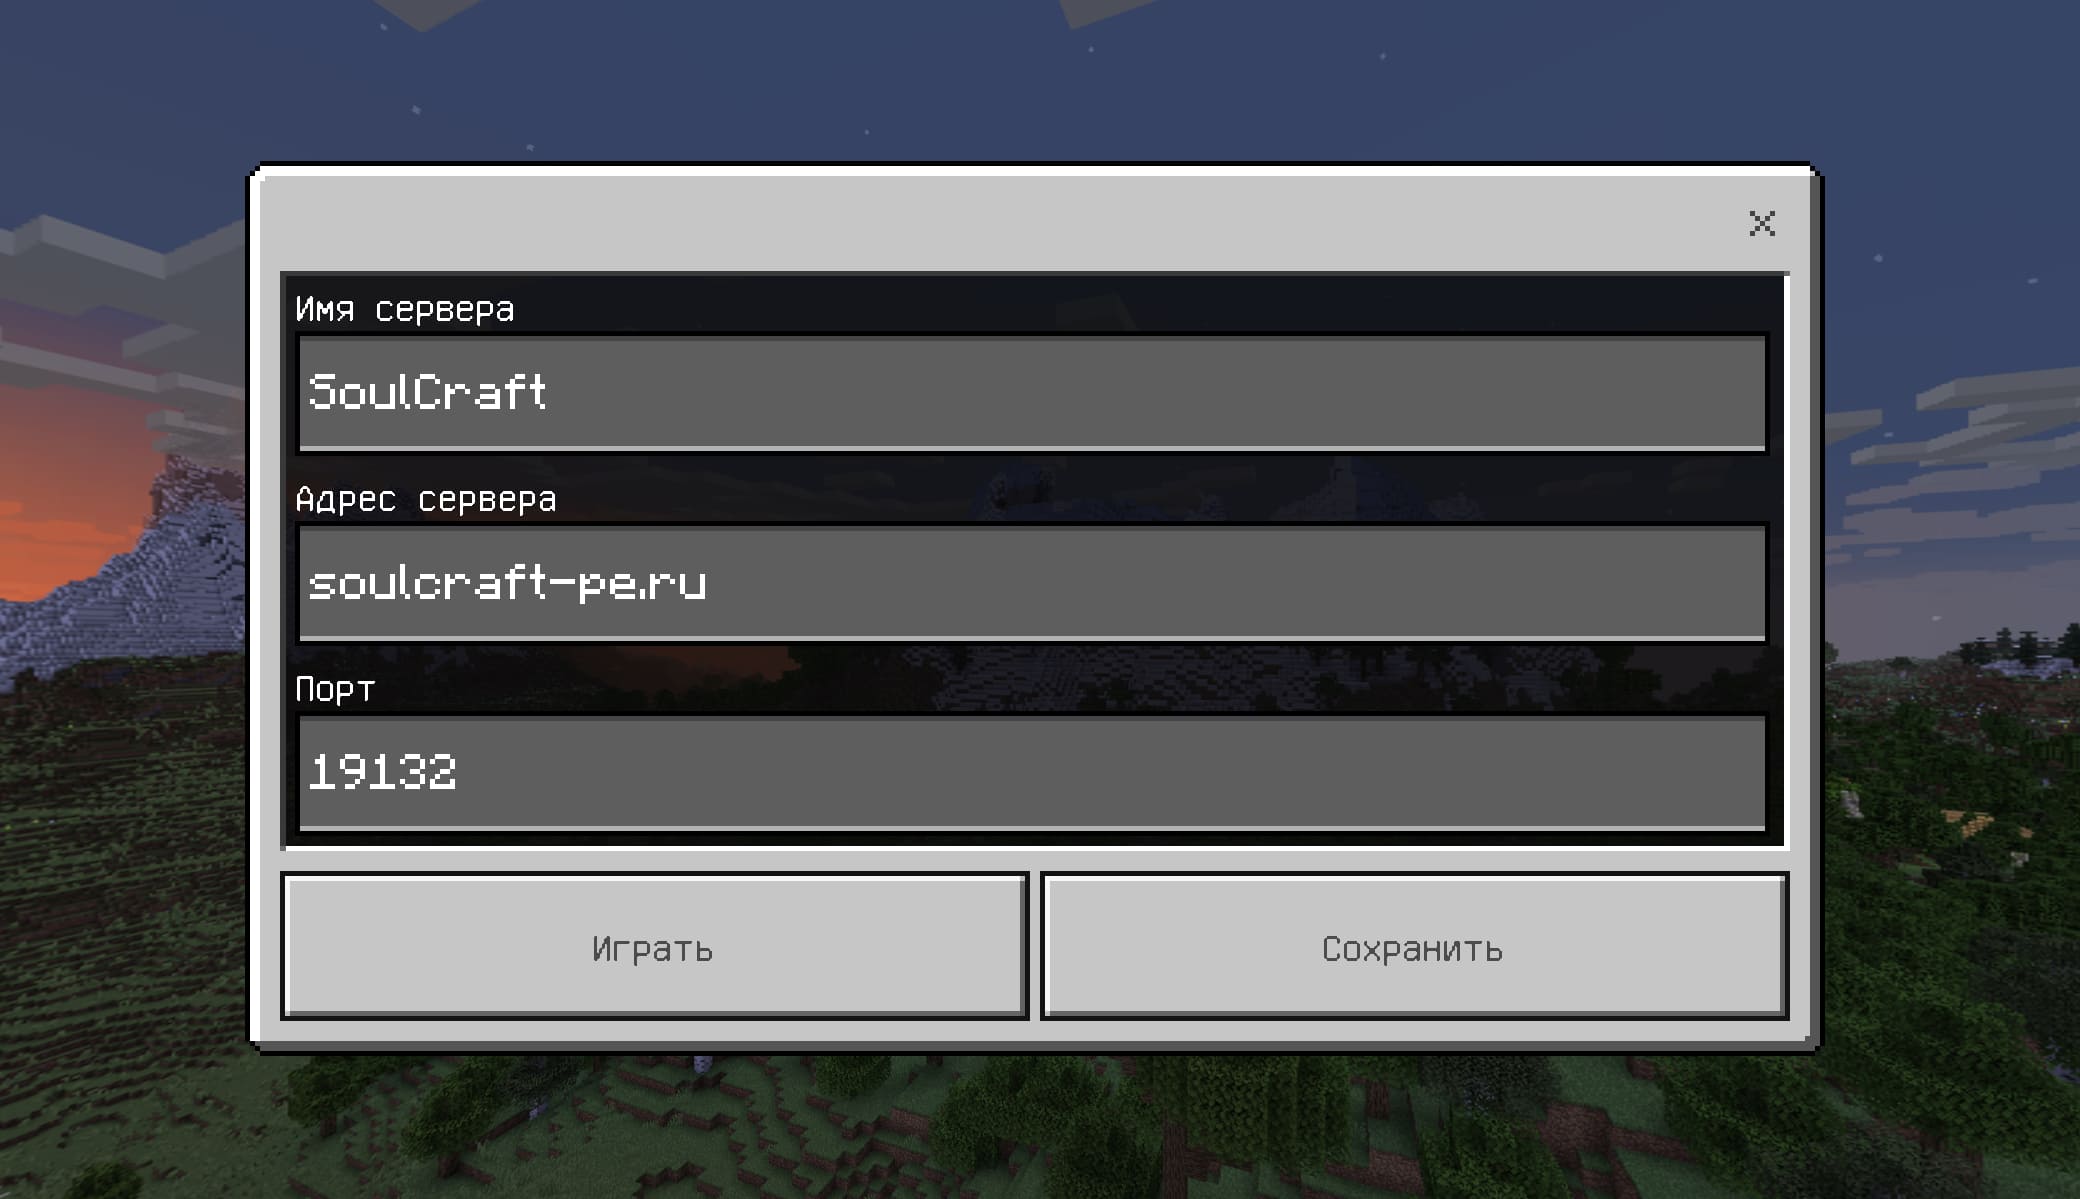 Имя сервера
SoulCraft
Адрес сервера
soulcraft-pe.ru
Порт
19132
Играть
Сохранить